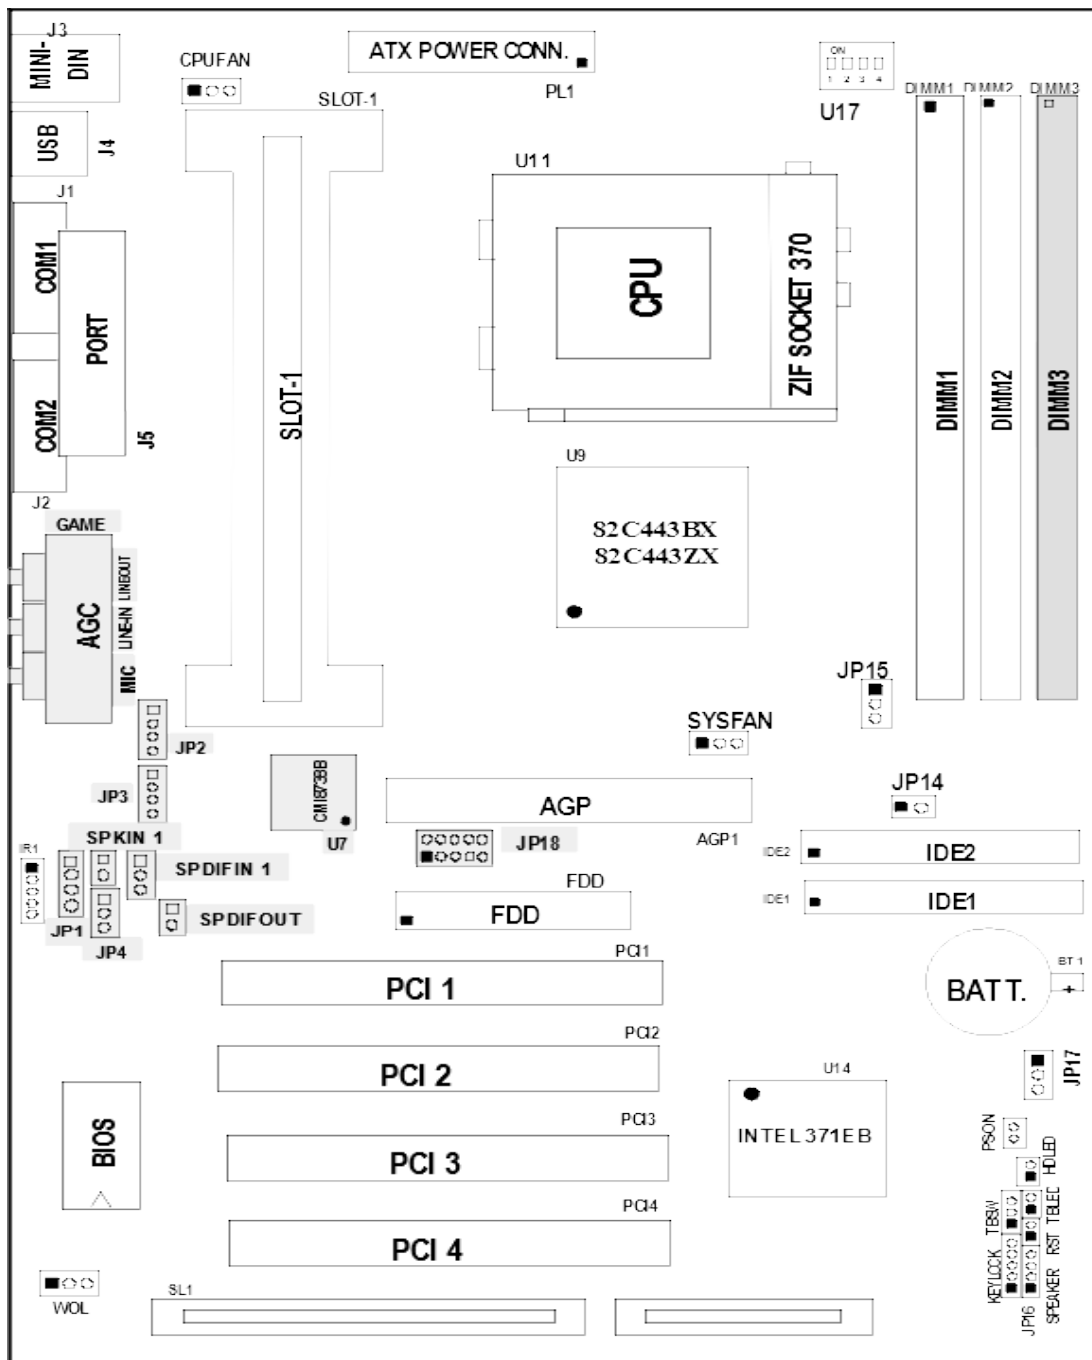 J3
MINI-
DIN
CPUFAN
ATX POWER CONN.
PL1
ON
1 2 3 4
U17
DIMM1 DIMM2 DIMM3
SLOT-1
USB
J4
U11
J1
COM1
PORT
COM2
J5
J2
SLOT-1
CPU
ZIF SOCKET 370
DIMM1
DIMM2
DIMM3
U9
82C443BX
82C443ZX
GAME
AGC
LINEOUT
LINE-IN
MIC
JP2
JP3
CMI8738B
U7
JP15
SYSFAN
AGP
AGP1
JP14
JP18
SPKIN 1
IR1
SPDIFIN 1
SPDIFOUT
JP1
JP4
FDD
FDD
IDE2
IDE2
IDE1
IDE1
PCI1
PCI 1
BATT.
BT1
+
PCI2
PCI 2
U14
INTEL371EB
JP17
BIOS
PCI3
PCI 3
PSON
HDLED
PCI4
PCI 4
TBSW
TBLED
RST
KEYLOCK
SPEAKER
JP16
WOL
SL1